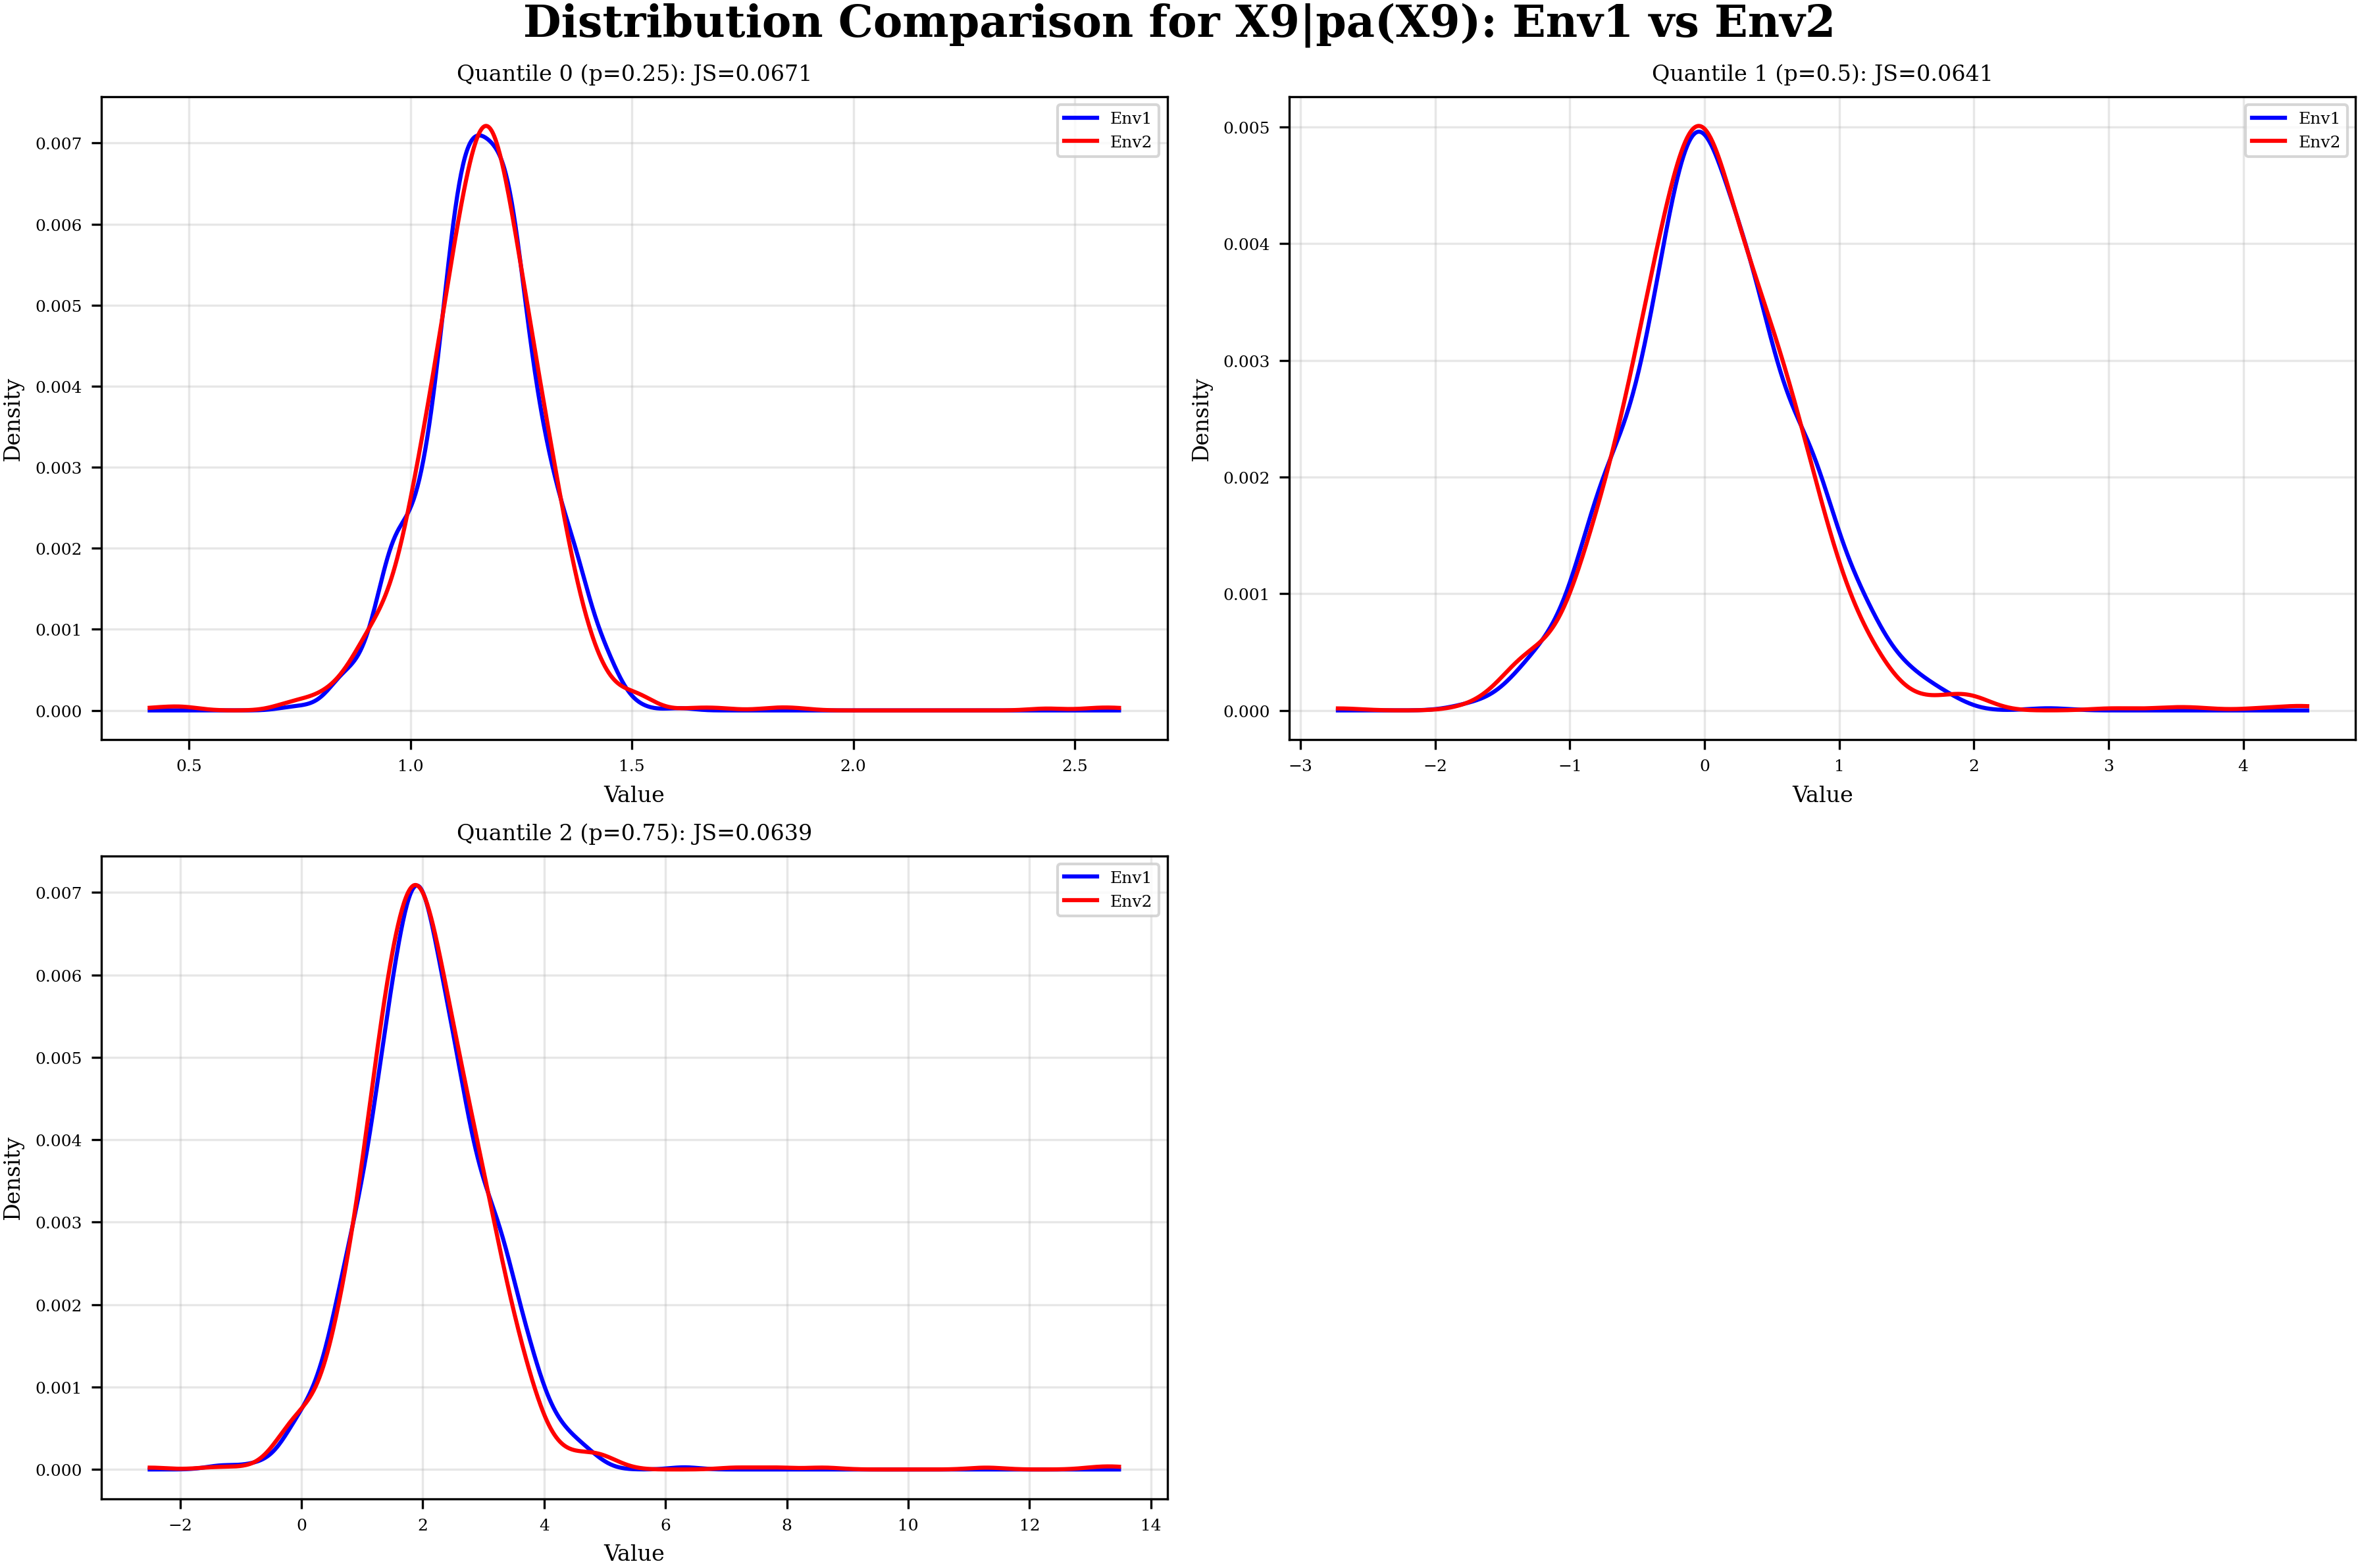 Distribution Comparison for X9|pa(X9): Env1 vs Env2
Quantile 0 (p=0.25): JS=0.0671
Env1
Env2
0.007
0.006
0.005
0.004
0.003
0.002
0.001
0.000
Density
0.5 1.0 1.5 2.0 2.5
Value
Quantile 1 (p=0.5): JS=0.0641
Env1
Env2
0.005
0.004
0.003
0.002
0.001
0.000
Density
−3 −2 −1 0 1 2 3 4
Value
Quantile 2 (p=0.75): JS=0.0639
Env1
Env2
0.007
0.006
0.005
0.004
0.003
0.002
0.001
0.000
Density
−2 0 2 4 6 8 10 12 14
Value